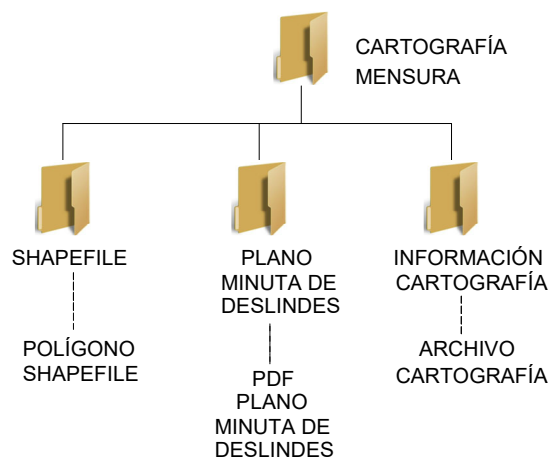 CARTOGRAFÍA
MENSURA
SHAPEFILE
POLÍGONO
SHAPEFILE
PLANO
MINUTA DE
DESLINDES
PDF
PLANO
MINUTA DE
DESLINDES
INFORMACIÓN
CARTOGRAFÍA
ARCHIVO
CARTOGRAFÍA